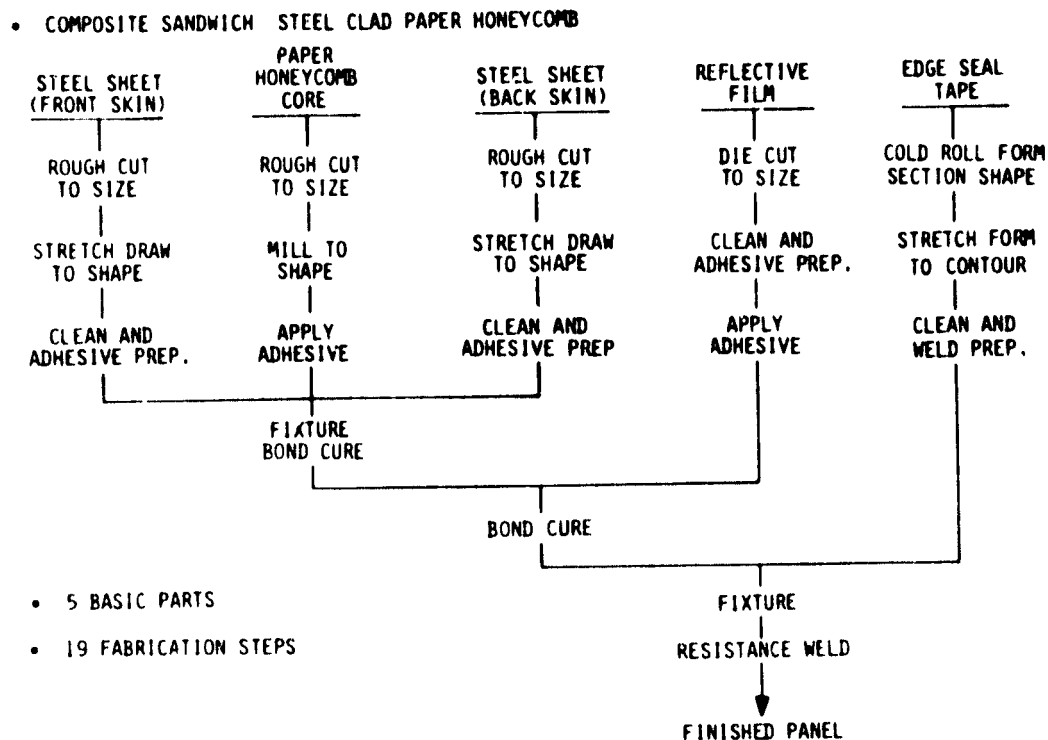 • COMPOSITE SANDWICH STEEL CLAD PAPER HONEYCOMB
STEEL SHEET
(FRONT SKIN)
PAPER
HONEYCOMB
CORE
STEEL SHEET
(BACK SKIN)
REFLECTIVE
FILM
EDGE SEAL
TAPE
ROUGH CUT
TO SIZE
ROUGH CUT
TO SIZE
ROUGH CUT
TO SIZE
DIE CUT
TO SIZE
COLD ROLL FORM
SECTION SHAPE
STRETCH DRAW
TO SHAPE
MILL TO
SHAPE
STRETCH DRAW
TO SHAPE
CLEAN AND
ADHESIVE PREP.
STRETCH FORM
TO CONTOUR
CLEAN AND
ADHESIVE PREP.
APPLY
ADHESIVE
CLEAN AND
ADHESIVE PREP
APPLY
ADHESIVE
CLEAN AND
WELD PREP.
FIXTURE
BOND CURE
BOND CURE
• 5 BASIC PARTS
• 19 FABRICATION STEPS
FIXTURE
RESISTANCE WELD
FINISHED PANEL